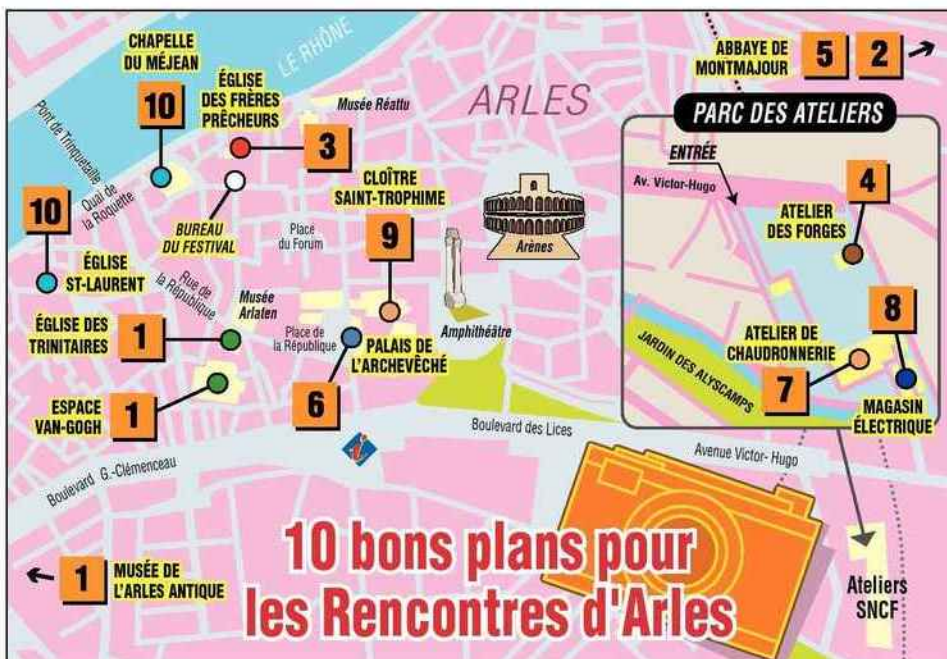 CHAPELLE
DU MÉJEAN
10
LE RHÔNE
ÉGLISE
DES FRÈRES
PRÊCHEURS
3
Musée Réattu
ARLES
ABBAYE DE
MONTMAJOUR
5
2
PARC DES ATELIERS
ENTRÉE
Av. Victor-Hugo
4
ATELIER
DES FORGES
8
ATELIER DE
CHAUDRONNERIE
7
JARDIN DES ALYSCAMPS
MAGASIN
ÉLECTRIQUE
Pont de Trinquetaille
Quai de
la Roquette
10
ÉGLISE
ST-LAURENT
BUREAU
DU FESTIVAL
Place
du Forum
CLOÎTRE
SAINT-TROPHIME
9
Arènes
Rue de
la République
Musée
Arlaten
Place de
la République
Amphithéâtre
ÉGLISE DES
TRINITAIRES
1
PALAIS DE
L'ARCHEVÊCHÉ
6
ESPACE
VAN-GOGH
1
Boulevard des Lices
Avenue Victor- Hugo
Boulevard G.-Clémenceau
i
1
MUSÉE DE
L'ARLES ANTIQUE
10 bons plans pour
les Rencontres d'Arles
Ateliers
SNCF